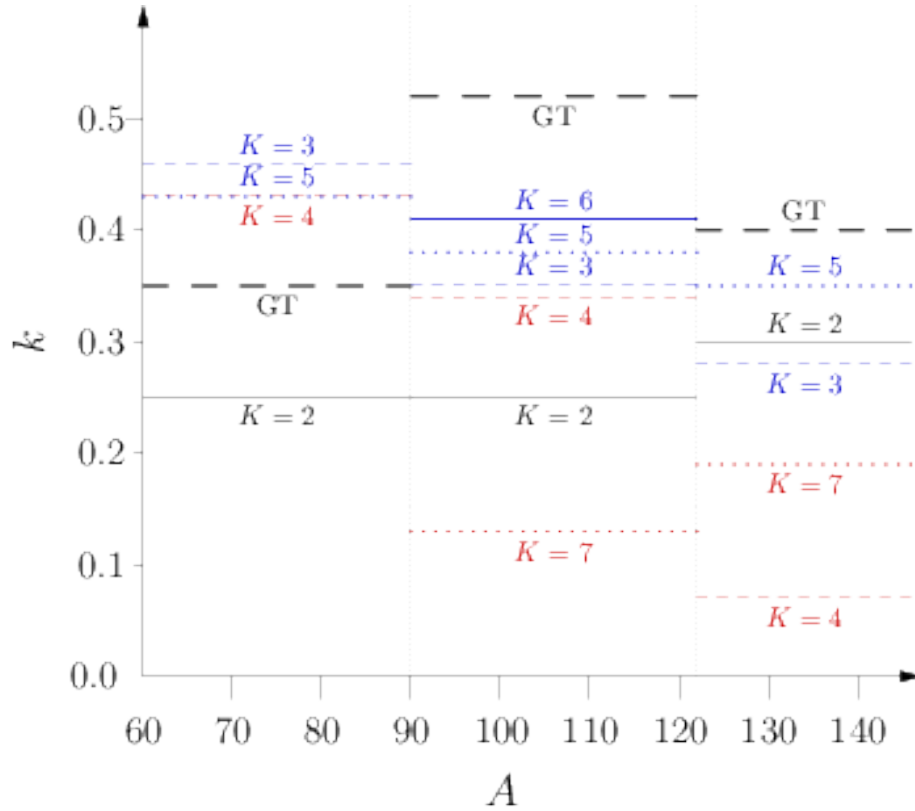 0.5
GT
K = 3
K = 5
K = 4
K = 6
K = 5
K = 3
K = 4
GT
K = 5
K = 2
K = 3
0.4
GT
0.3
k
K = 2
K = 2
0.2
K = 7
K = 7
0.1
K = 4
0.0
60 70 80 90 100 110 120 130 140
A